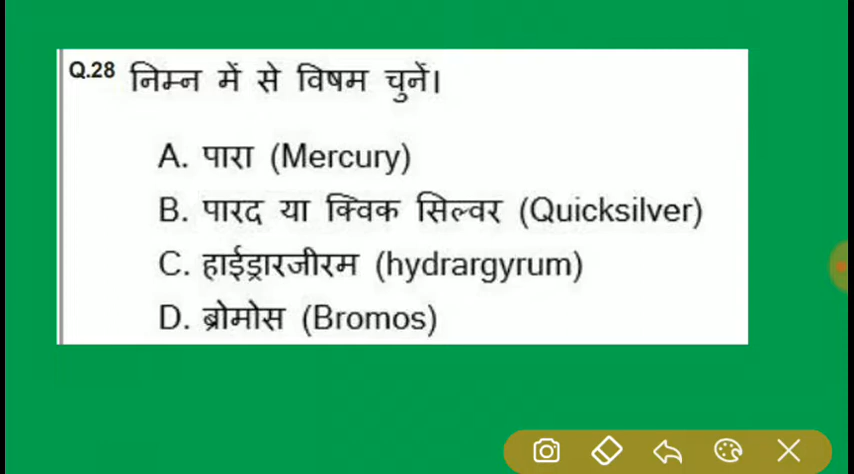 Q.28 निम्न में से विषम चुनें।
A. पारा (Mercury)
B. पारद या क्विक सिल्वर (Quicksilver)
C. हाईड्रारजीरम (hydrargyrum)
D. ब्रोमोस (Bromos)